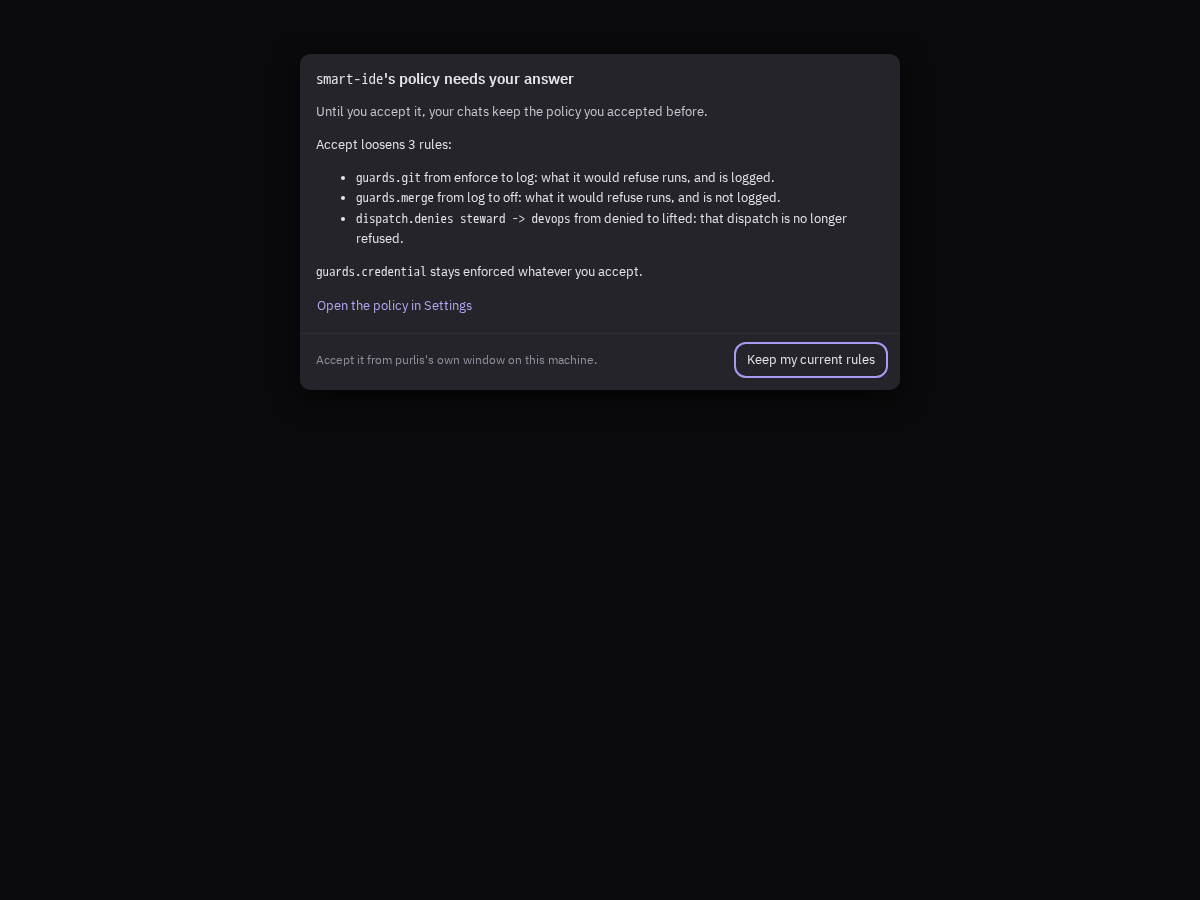 smart-ide's policy needs your answer
Until you accept it, your chats keep the policy you accepted before.
Accept loosens 3 rules:
• guards.git from enforce to log: what it would refuse runs, and is logged.
• guards.merge from log to off: what it would refuse runs, and is not logged.
• dispatch.denies steward -> devops from denied to lifted: that dispatch is no longer
refused.
guards.credential stays enforced whatever you accept.
Open the policy in Settings
Accept it from purlis's own window on this machine.
Keep my current rules